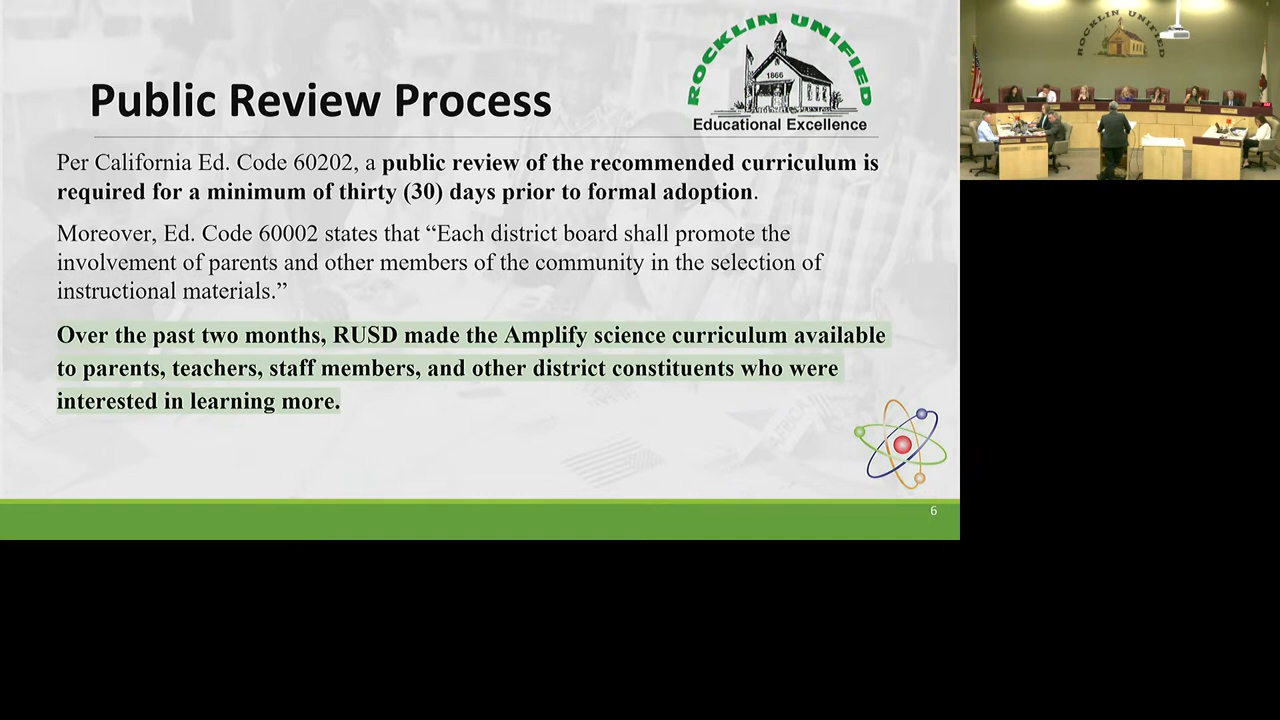 Public Review Process
ROCKLIN UNIFIED
1866
Educational Excellence
Per California Ed. Code 60202, a public review of the recommended curriculum is
required for a minimum of thirty (30) days prior to formal adoption.
Moreover, Ed. Code 60002 states that “Each district board shall promote the
involvement of parents and other members of the community in the selection of
instructional materials.”
Over the past two months, RUSD made the Amplify science curriculum available
to parents, teachers, staff members, and other district constituents who were
interested in learning more.
6
ROCKLIN UNIFIED